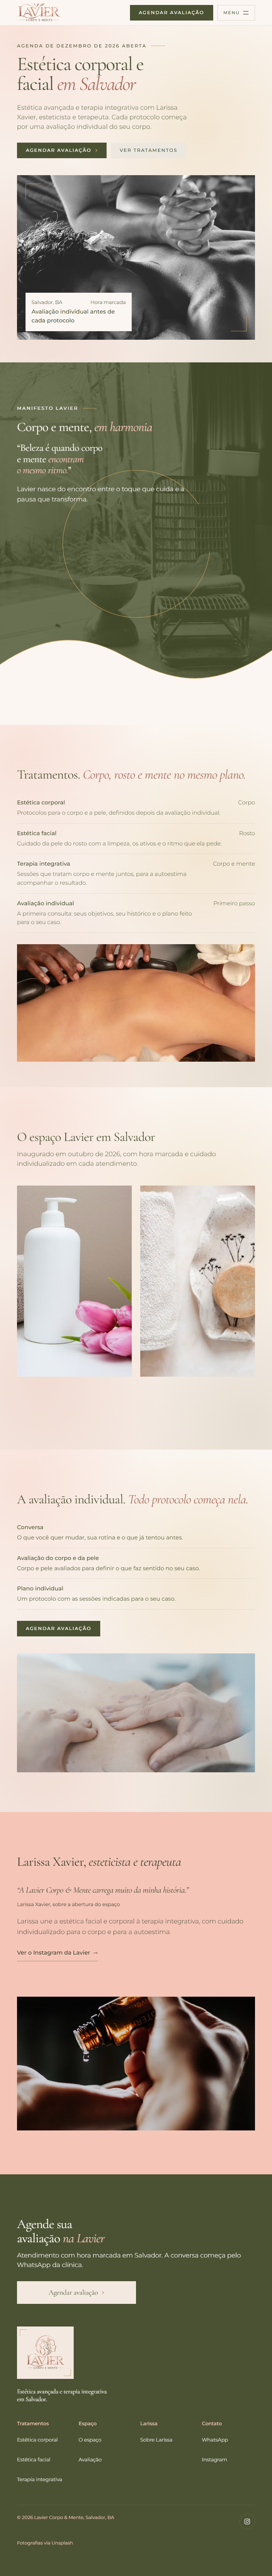 LAVIER
CORPO & MENTE
AGENDAR AVALIAÇÃO
MENU
AGENDA DE DEZEMBRO DE 2026 ABERTA
Estética corporal e
facial em Salvador
Estética avançada e terapia integrativa com Larissa
Xavier, esteticista e terapeuta. Cada protocolo começa
por uma avaliação individual do seu corpo.
AGENDAR AVALIAÇÃO ›
VER TRATAMENTOS
Salvador, BA
Hora marcada
Avaliação individual antes de
cada protocolo
MANIFESTO LAVIER
Corpo e mente, em harmonia
“Beleza é quando corpo
e mente encontram
o mesmo ritmo.”
Lavier nasce do encontro entre o toque que cuida e a
pausa que transforma.
Tratamentos. Corpo, rosto e mente no mesmo plano.
Estética corporal
Corpo
Protocolos para o corpo e a pele, definidos depois da avaliação individual.
Estética facial
Rosto
Cuidado da pele do rosto com a limpeza, os ativos e o ritmo que ela pede.
Terapia integrativa
Corpo e mente
Sessões que tratam corpo e mente juntos, para a autoestima
acompanhar o resultado.
Avaliação individual
Primeiro passo
A primeira consulta: seus objetivos, seu histórico e o plano feito
para o seu caso.
O espaço Lavier em Salvador
Inaugurado em outubro de 2026, com hora marcada e cuidado
individualizado em cada atendimento.
A avaliação individual. Todo protocolo começa nela.
Conversa
O que você quer mudar, sua rotina e o que já tentou antes.
Avaliação do corpo e da pele
Corpo e pele avaliados para definir o que faz sentido no seu caso.
Plano individual
Um protocolo com as sessões indicadas para o seu caso.
AGENDAR AVALIAÇÃO
Larissa Xavier, esteticista e terapeuta
“A Lavier Corpo & Mente carrega muito da minha história.”
Larissa Xavier, sobre a abertura do espaço
Larissa une a estética facial e corporal à terapia integrativa, com cuidado
individualizado para o corpo e para a autoestima.
Ver o Instagram da Lavier →
Agende sua
avaliação na Lavier
Atendimento com hora marcada em Salvador. A conversa começa pelo
WhatsApp da clínica.
Agendar avaliação ›
LAVIER
CORPO & MENTE
Estética avançada e terapia integrativa
em Salvador.
Tratamentos
Espaço
Larissa
Contato
Estética corporal
O espaço
Sobre Larissa
WhatsApp
Estética facial
Avaliação
Instagram
Terapia integrativa
© 2026 Lavier Corpo & Mente, Salvador, BA
Fotografias via Unsplash